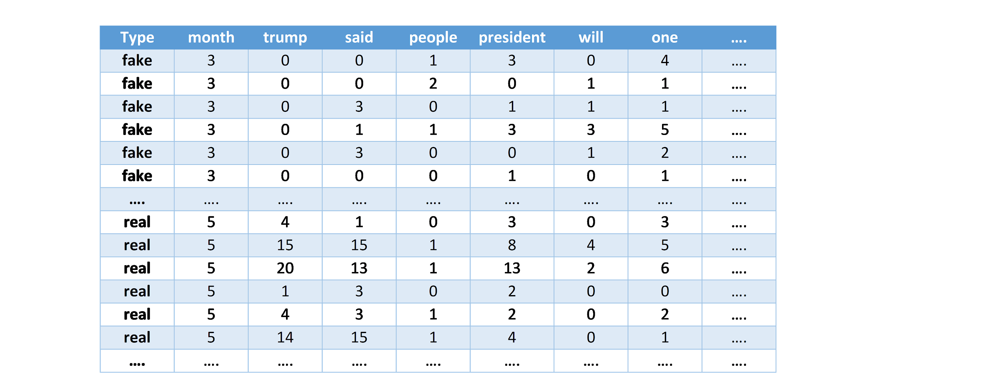 Type month trump said people president will one ....
fake 3 0 0 1 3 0 4 ....
fake 3 0 0 2 0 1 1 ....
fake 3 0 3 0 1 1 1 ....
fake 3 0 1 1 3 3 5 ....
fake 3 0 3 0 0 1 2 ....
fake 3 0 0 0 1 0 1 ....
.... .... .... .... .... .... .... .... ....
real 5 4 1 0 3 0 3 ....
real 5 15 15 1 8 4 5 ....
real 5 20 13 1 13 2 6 ....
real 5 1 3 0 2 0 0 ....
real 5 4 3 1 2 0 2 ....
real 5 14 15 1 4 0 1 ....
.... .... .... .... .... .... .... .... ....